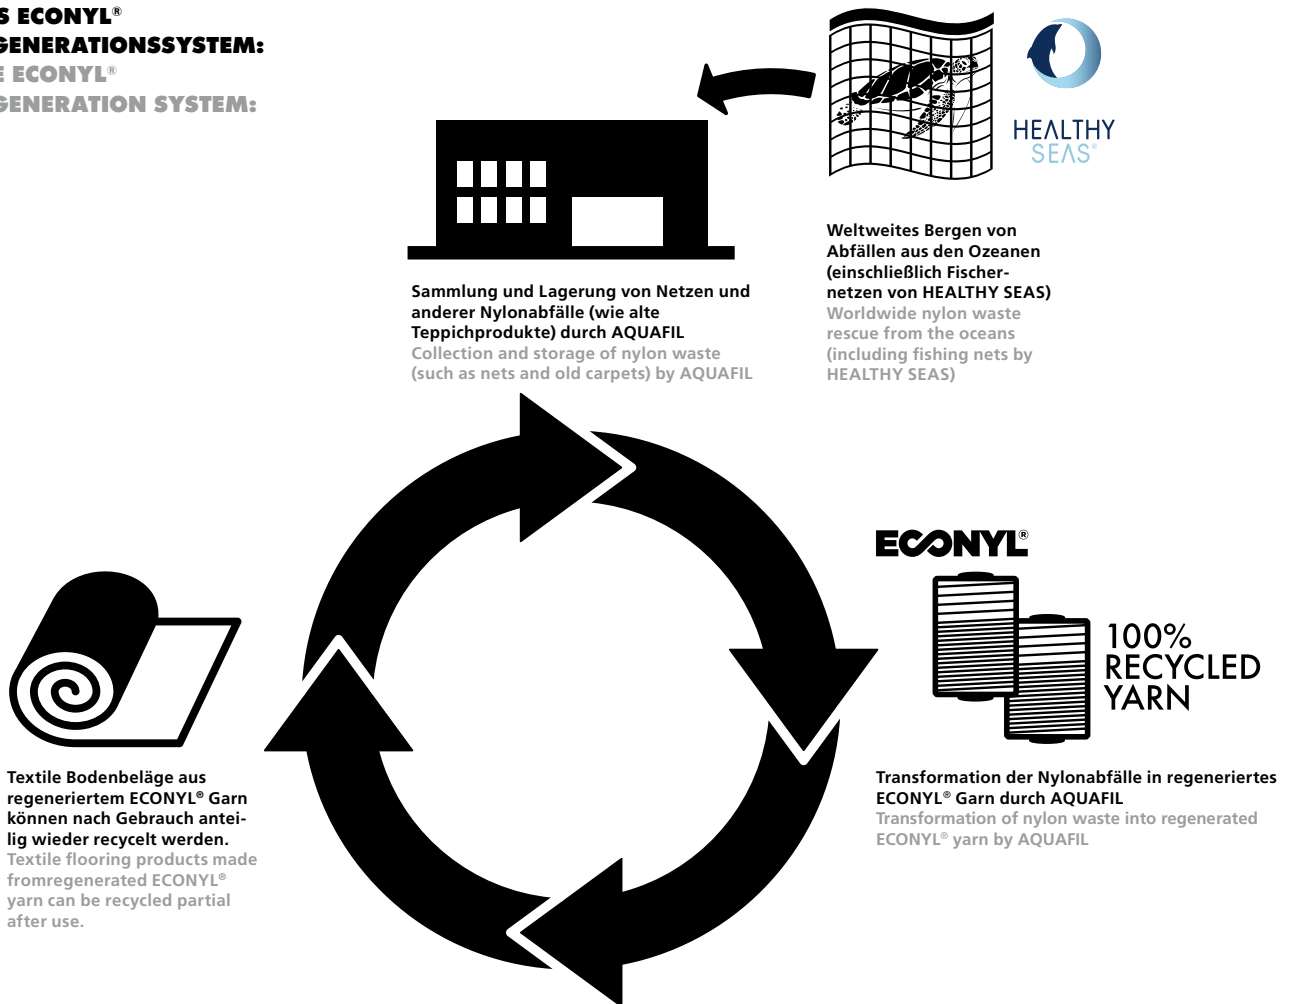 S ECONYL®
GENERATIONSSYSTEM:
E ECONYL®
GENERATION SYSTEM:
HEALTHY
SEAS®
Weltweites Bergen von
Abfällen aus den Ozeanen
(einschließlich Fischer-
netzen von HEALTHY SEAS)
Worldwide nylon waste
rescue from the oceans
(including fishing nets by
HEALTHY SEAS)
Sammlung und Lagerung von Netzen und
anderer Nylonabfälle (wie alte
Teppichprodukte) durch AQUAFIL
Collection and storage of nylon waste
(such as nets and old carpets) by AQUAFIL
ECONYL®
100%
RECYCLED
YARN
Transformation der Nylonabfälle in regeneriertes
ECONYL® Garn durch AQUAFIL
Transformation of nylon waste into regenerated
ECONYL® yarn by AQUAFIL
Textile Bodenbeläge aus
regeneriertem ECONYL® Garn
können nach Gebrauch antei-
lig wieder recycelt werden.
Textile flooring products made
fromregenerated ECONYL®
yarn can be recycled partial
after use.